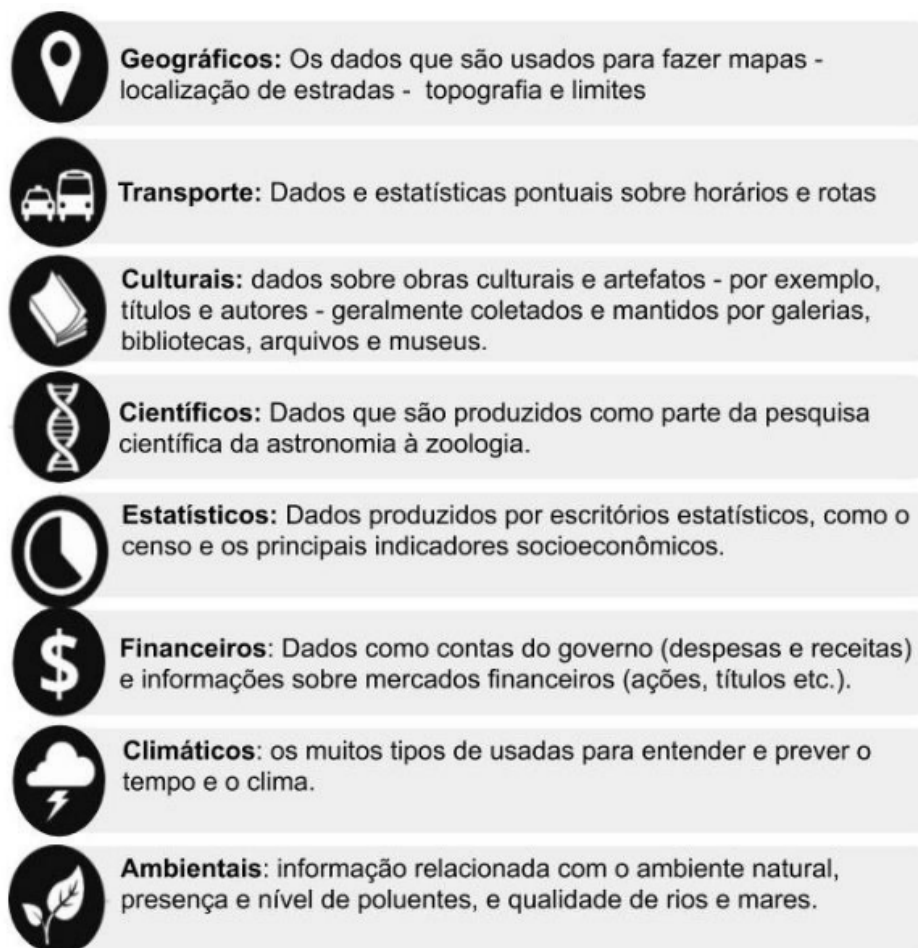 Geográficos: Os dados que são usados para fazer mapas -
localização de estradas - topografia e limites
Transporte: Dados e estatísticas pontuais sobre horários e rotas
Culturais: dados sobre obras culturais e artefatos - por exemplo,
títulos e autores - geralmente coletados e mantidos por galerias,
bibliotecas, arquivos e museus.
Científicos: Dados que são produzidos como parte da pesquisa
científica da astronomia à zoologia.
Estatísticos: Dados produzidos por escritórios estatísticos, como o
censo e os principais indicadores socioeconômicos.
$
Financeiros: Dados como contas do governo (despesas e receitas)
e informações sobre mercados financeiros (ações, títulos etc.).
Climáticos: os muitos tipos de usadas para entender e prever o
tempo e o clima.
Ambientais: informação relacionada com o ambiente natural,
presença e nível de poluentes, e qualidade de rios e mares.